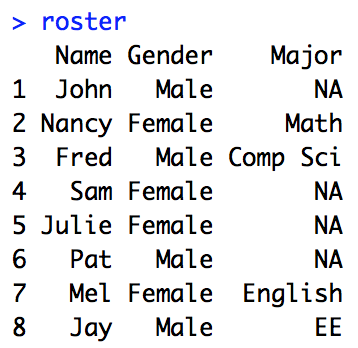 > roster
Name Gender Major
1 John Male NA
2 Nancy Female Math
3 Fred Male Comp Sci
4 Sam Female NA
5 Julie Female NA
6 Pat Male NA
7 Mel Female English
8 Jay Male EE